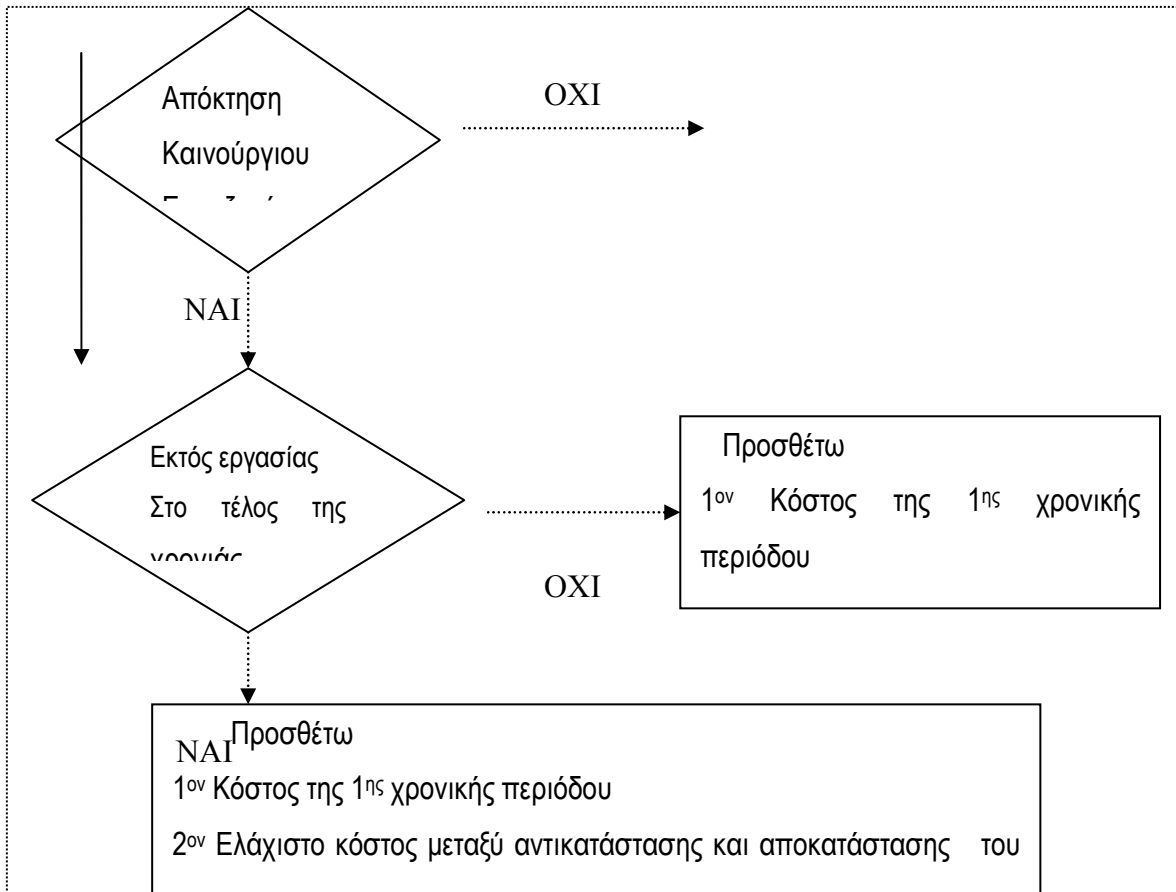 Απόκτηση
ΟΧΙ
Καινούργιου
ΝΑΙ
Εκτός εργασίας
Στο τέλος της
χρονιάς
ΟΧΙ
Προσθέτω
1ον Κόστος της 1ης χρονικής
περιόδου
ΝΑΙ
Προσθέτω
1ον Κόστος της 1ης χρονικής περιόδου
2ον Ελάχιστο κόστος μεταξύ αντικατάστασης και αποκατάστασης του